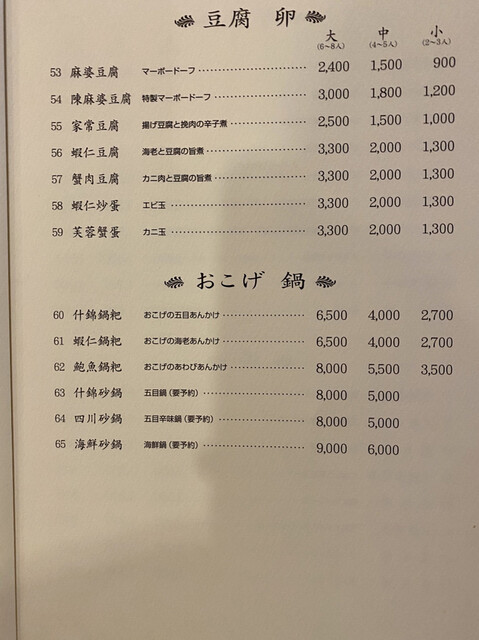 豆腐 卵
大 中 小
(6~8人) (4~5人) (2~3人)
53 麻婆豆腐 マーボードーフ 2,400 1,500 900
54 陳麻婆豆腐 特製マーボードーフ 3,000 1,800 1,200
55 家常豆腐 揚げ豆腐と挽肉の辛子煮 2,500 1,500 1,000
56 蝦仁豆腐 海老と豆腐の旨煮 3,300 2,000 1,300
57 蟹肉豆腐 カニ肉と豆腐の旨煮 3,300 2,000 1,300
58 蝦仁炒蛋 エビ玉 3,300 2,000 1,300
59 芙蓉蟹蛋 カニ玉 3,300 2,000 1,300
おこげ 鍋
60 什錦鍋粑 おこげの五目あんかけ 6,500 4,000 2,700
61 蝦仁鍋粑 おこげの海老あんかけ 6,500 4,000 2,700
62 鮑魚鍋粑 おこげのあわびあんかけ 8,000 5,500 3,500
63 什錦砂鍋 五目鍋(要予約) 8,000 5,000
64 四川砂鍋 五目辛味鍋(要予約) 8,000 5,000
65 海鮮砂鍋 海鮮鍋(要予約) 9,000 6,000